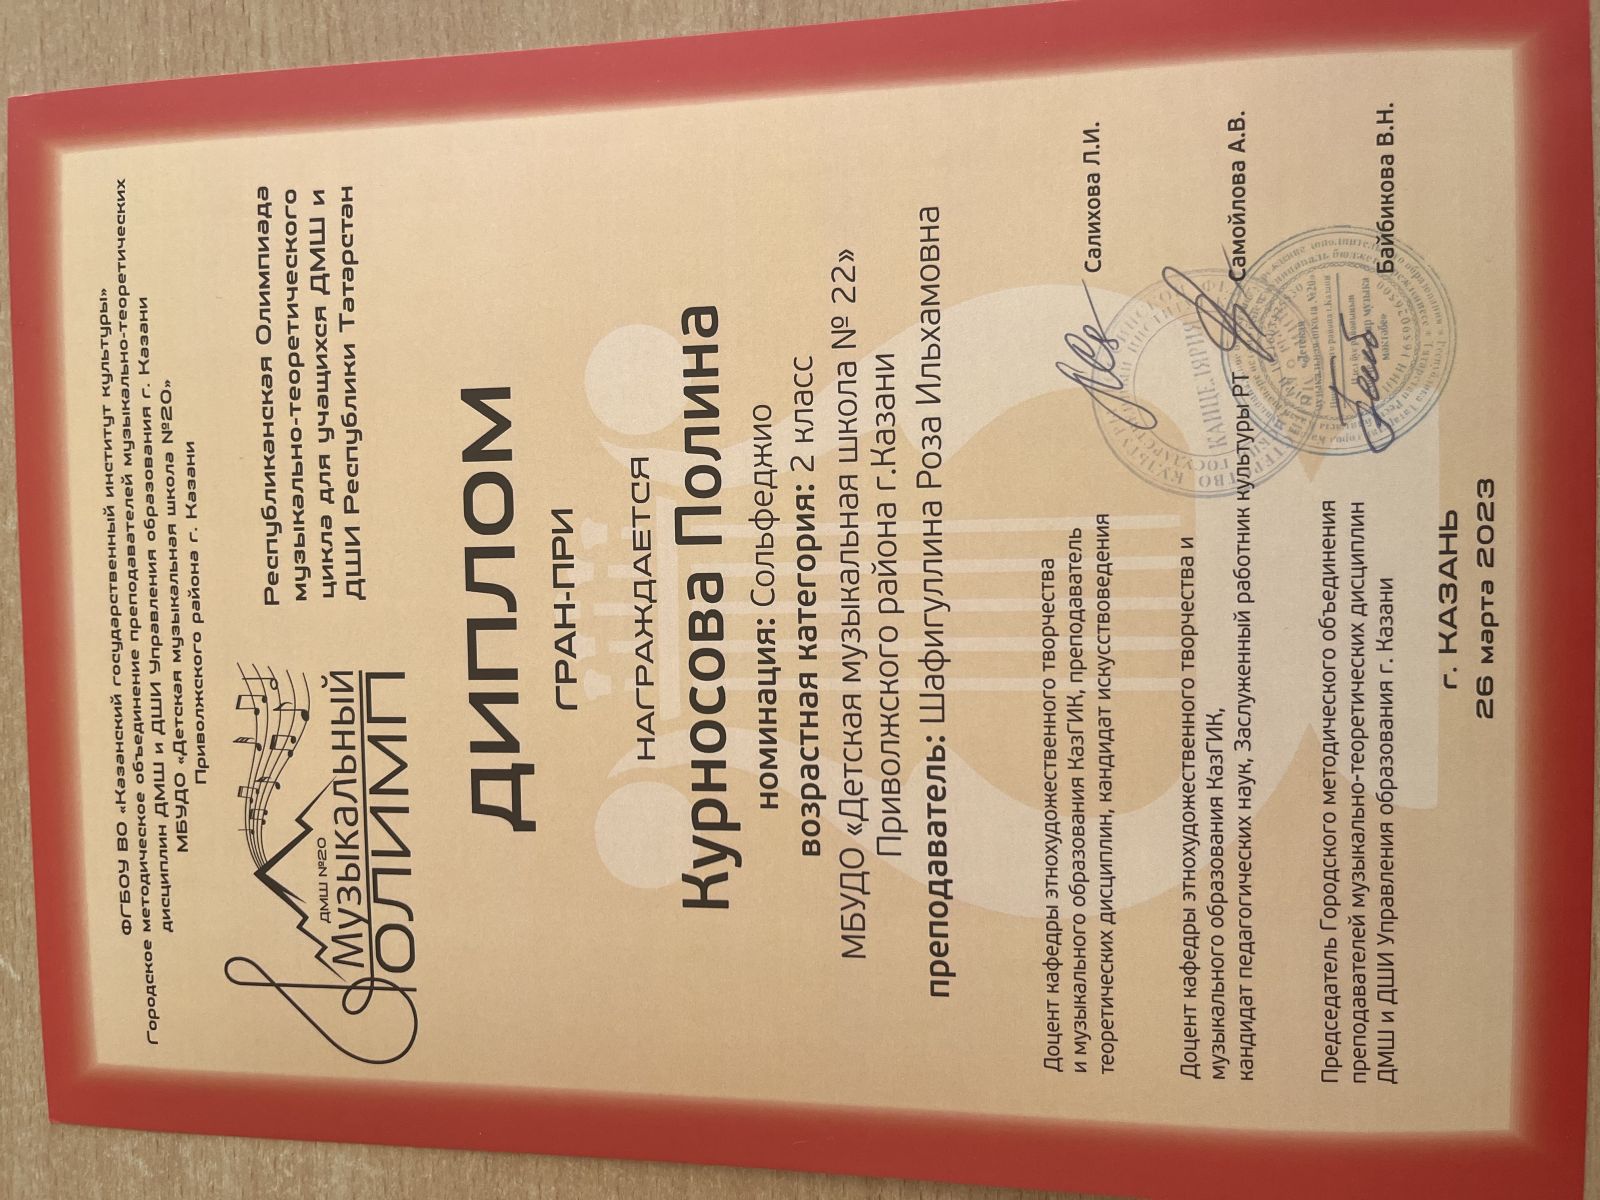 ФГБОУ ВО «Казанский государственный институт культуры»
Городское методическое объединение преподавателей музыкально-теоретических
дисциплин ДМШ и ДШИ Управления образования г. Казани
МБУДО «Детская музыкальная школа №20»
Приволжского района г. Казани
ДМШ №20
Музыкальный
ОЛИМП
Республиканская Олимпиада
музыкально-теоретического
цикла для учащихся ДМШ и
ДШИ Республики Татарстан
ДИПЛОМ
ГРАН-ПРИ
НАГРАЖДАЕТСЯ
Курносова Полина
номинация: Сольфеджио
возрастная категория: 2 класс
МБУДО «Детская музыкальная школа № 22»
Приволжского района г.Казани
преподаватель: Шафигуллина Роза Ильхамовна
Доцент кафедры этнохудожественного творчества
и музыкального образования КазГИК, преподаватель
теоретических дисциплин, кандидат искусствоведения
Салихова Л.И.
Доцент кафедры этнохудожественного творчества и
музыкального образования КазГИК,
кандидат педагогических наук, Заслуженный работник культуры РТ
Самойлова А.В.
КАНЦЕЛЯРИЯ
Председатель Городского методического объединения
преподавателей музыкально-теоретических дисциплин
ДМШ и ДШИ Управления образования г. Казани
Байбикова В.Н.
г. КАЗАНЬ
26 марта 2023